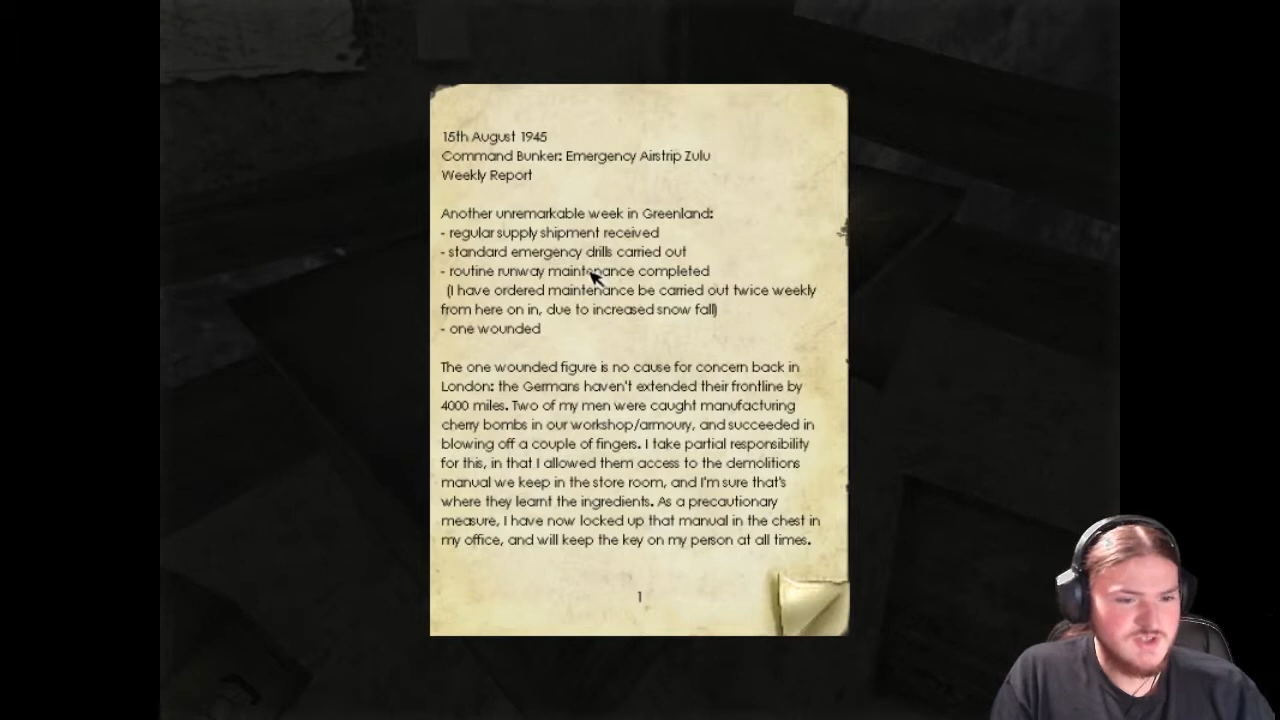 15th August 1945
Command Bunker: Emergency Airstrip Zulu
Weekly Report
Another unremarkable week in Greenland:
- regular supply shipment received
- standard emergency drills carried out
- routine runway maintenance completed
(I have ordered maintenance be carried out twice weekly
from here on in, due to increased snow fall)
- one wounded
The one wounded figure is no cause for concern back in
London: the Germans haven't extended their frontline by
4000 miles. Two of my men were caught manufacturing
cherry bombs in our workshop/armoury, and succeeded in
blowing off a couple of fingers. I take partial responsibility
for this, in that I allowed them access to the demolitions
manual we keep in the store room, and I'm sure that's
where they learnt the ingredients. As a precautionary
measure, I have now locked up that manual in the chest in
my office, and will keep the key on my person at all times.
1